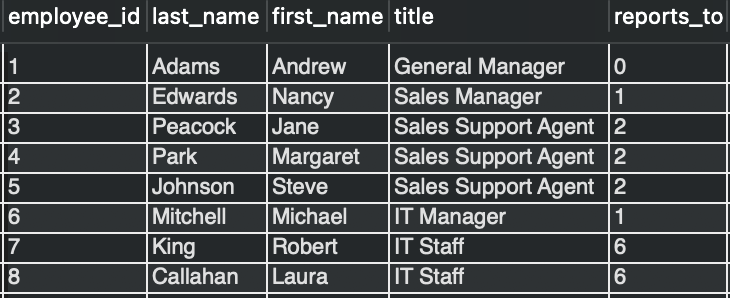 employee_id last_name first_name title reports_to
1 Adams Andrew General Manager 0
2 Edwards Nancy Sales Manager 1
3 Peacock Jane Sales Support Agent 2
4 Park Margaret Sales Support Agent 2
5 Johnson Steve Sales Support Agent 2
6 Mitchell Michael IT Manager 1
7 King Robert IT Staff 6
8 Callahan Laura IT Staff 6